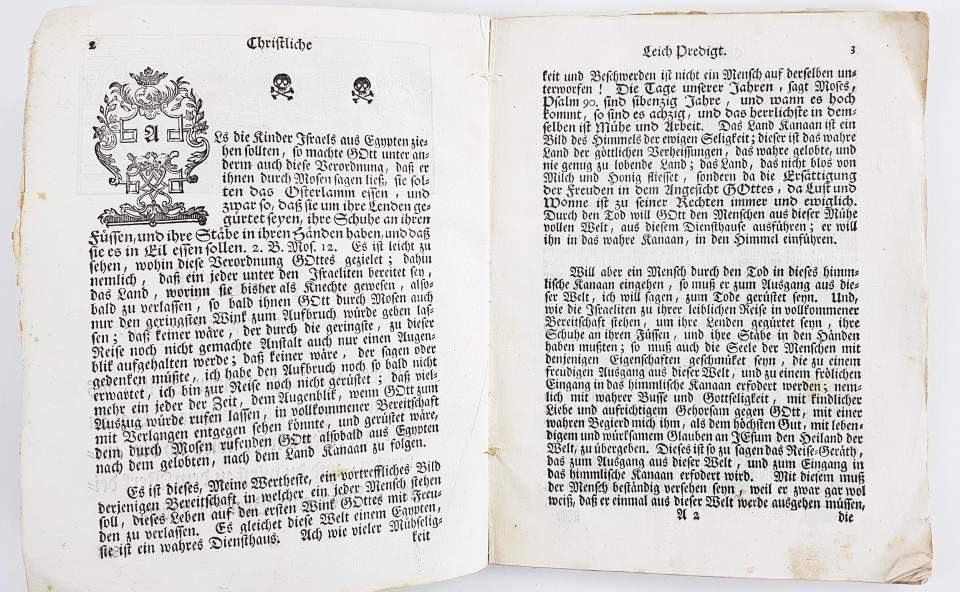 2
Christliche
ALs die Kinder Israels aus Egypten zie-
hen sollten, so machte GOtt unter an-
derm auch diese Verordnung, daß er
ihnen durch Mosen sagen ließ, sie sol-
ten das Osterlamm essen, und
zwar so, daß sie um ihre Lenden ge-
gürtet seyen, ihre Schuhe an ihren
Füssen, und ihre Stäbe in ihren Händen haben, und daß
sie es in Eil essen sollen. 2. B. Mos. 12. Es ist leicht zu
sehen, wohin diese Verordnung GOttes gezielet; dahin
nemlich, daß ein jeder unter den Israeliten bereitet sey,
das Land, worinn sie bisher als Knechte gewesen, also-
bald zu verlassen, so bald ihnen GOtt durch Mosen auch
nur den geringsten Wink zum Aufbruch würde geben las-
sen; daß keiner wäre, der durch die geringste, zu dieser
Reise noch nicht gemachte Anstalt auch nur einen Augen-
blik aufgehalten werde; daß keiner wäre, der sagen oder
gedenken müßte, ich habe den Aufbruch noch so bald nicht
erwartet, ich bin zur Reise noch nicht gerüstet; daß viel-
mehr ein jeder der Zeit, dem Augenblik, wenn GOtt zum
Auszug würde rufen lassen, in vollkommener Bereitschaft
mit Verlangen entgegen sehen könnte, und gerüstet wäre,
dem durch Mosen rufenden GOtt alsobald aus Egypten
nach dem gelobten, nach dem Land Kanaan zu folgen.
Es ist dieses, Meine Wertheste, ein vortreffliches Bild
derjenigen Bereitschaft, in welcher ein jeder Mensch stehen
soll, dieses Leben auf den ersten Wink GOttes mit Freu-
den zu verlassen. Es gleichet diese Welt einem Egypten,
sie ist ein wahres Diensthaus. Ach wie vieler Mühselig-
keit
Leich Predigt.
3
keit und Beschwerden ist nicht ein Mensch auf derselben un-
terworfen! Die Tage unserer Jahren, sagt Moses,
Psalm 90. sind sibenzig Jahre, und wann es hoch
kommt, so sind es achzig, und das herrlichste in dem-
selben ist Mühe und Arbeit. Das Land Kanaan ist ein
Bild des Himmels der ewigen Seligkeit; dieser ist das wahre
Land der göttlichen Verheissungen, das wahre gelobte, und
nie genug zu lobende Land; das Land, das nicht blos von
Milch und Honig fliesset, sondern da die Ersättigung
der Freuden in dem Angesicht GOttes, da Lust und
Wonne ist zu seiner Rechten immer und ewiglich.
Durch den Tod will GOtt den Menschen aus dieser Mühe
vollen Welt, aus diesem Diensthause ausführen; er will
ihn in das wahre Kanaan, in den Himmel einführen.
Will aber ein Mensch durch den Tod in dieses himm-
lische Kanaan eingehen, so muß er zum Ausgang aus die-
ser Welt, ich will sagen, zum Tode gerüstet seyn. Und,
wie die Israeliten zu ihrer leiblichen Reise in vollkommener
Bereitschaft stehen, um ihre Lenden gegürtet seyn, ihre
Schuhe an ihren Füssen, und ihre Stäbe in den Händen
haben mußten; so muß auch die Seele der Menschen mit
denjenigen Eigenschaften geschmüket seyn, die zu einem
freudigen Ausgang aus dieser Welt, und zu einem frölichen
Eingang in das himmlische Kanaan erfodert werden; nem-
lich mit wahrer Busse und Gottseligkeit, mit kindlicher
Liebe und aufrichtigem Gehorsam gegen GOtt, mit einer
wahren Begierd mich ihm, als dem höchsten Gut, mit leben-
digem und würksamem Glauben an JEsum den Heiland der
Welt, zu übergeben. Dieses ist so zu sagen das Reise-Geräth,
das zum Ausgang aus dieser Welt, und zum Eingang in
das himmlische Kanaan erfodert wird. Mit diesem muß
der Mensch beständig versehen seyn, weil er zwar gar wol
weiß, daß er einmal aus dieser Welt werde ausgehen müssen,
A 2
die